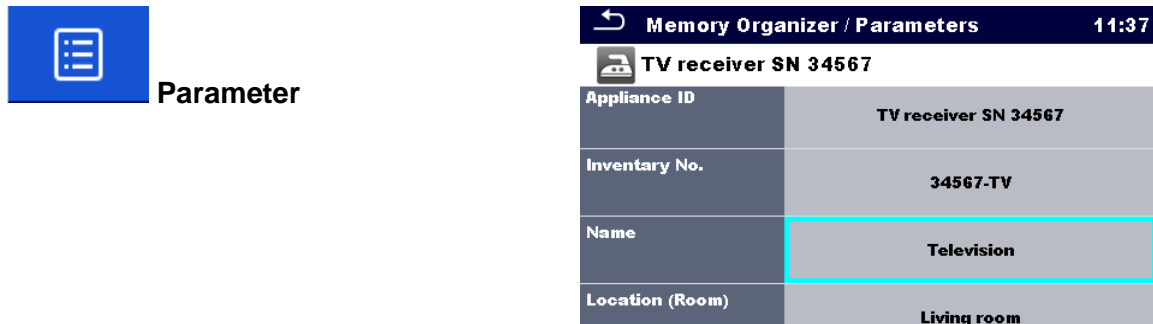 Parameter
Memory Organizer / Parameters 11:37
TV receiver SN 34567
Appliance ID
TV receiver SN 34567
Inventary No.
34567-TV
Name
Television
Location (Room)
Living room